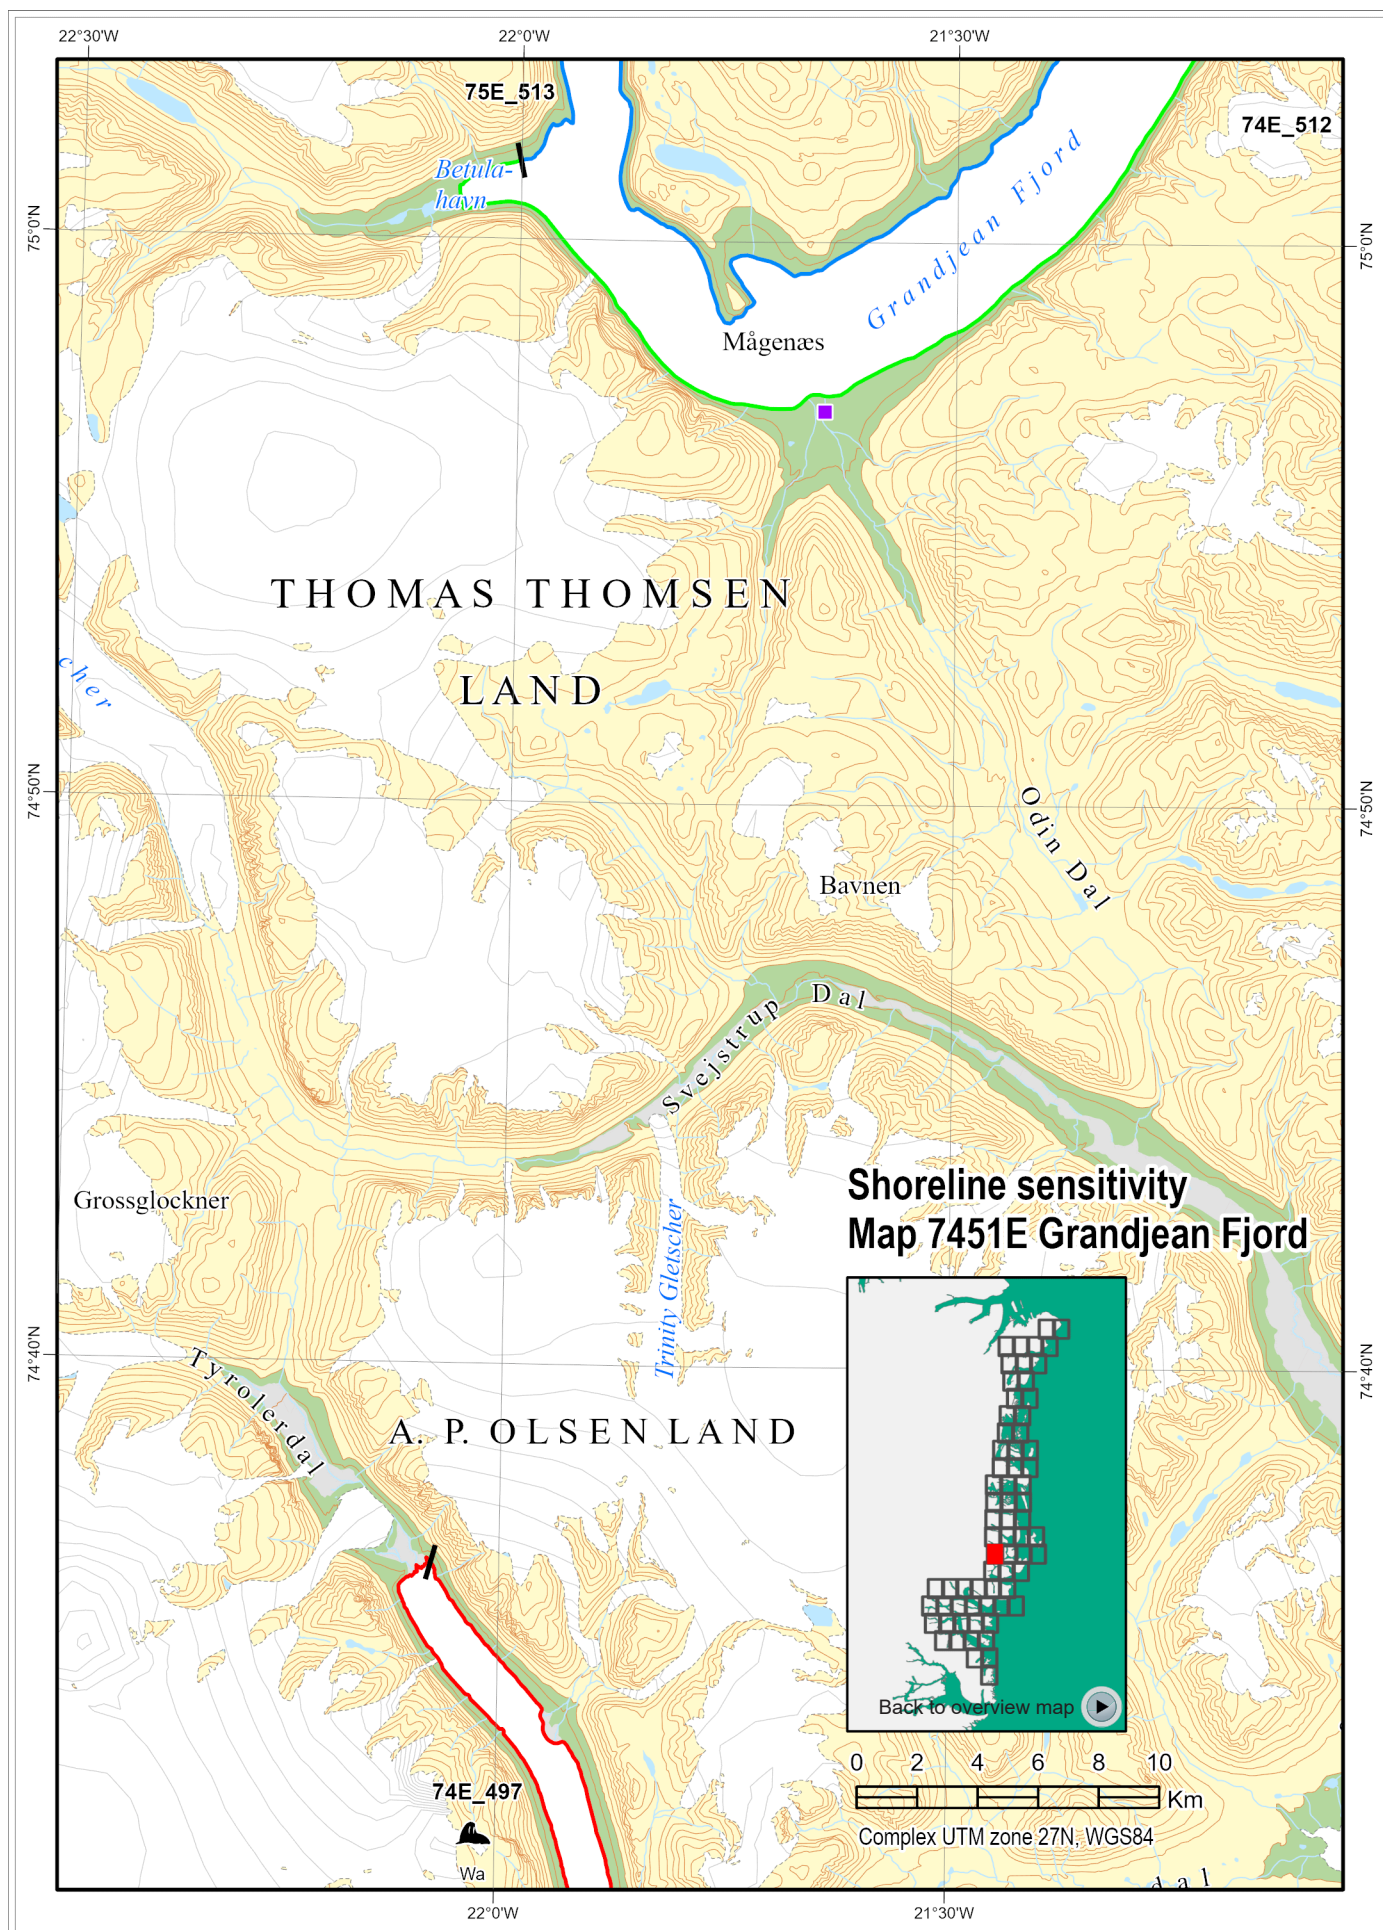 22°30'W
22°0'W
21°30'W
75E_513
74E_512
Betula-
havn
Grandjean Fjord
75°0'N
75°0'N
Mågenæs
THOMAS THOMSEN
LAND
cher
74°50'N
74°50'N
Odin Dal
Bavnen
Svejstrup Dal
Grossglockner
Trinity Gletscher
Shoreline sensitivity
Map 7451E Grandjean Fjord
74°40'N
74°40'N
Tyrolerdal
A. P. OLSEN LAND
Back to overview map
0 2 4 6 8 10
Km
Complex UTM zone 27N, WGS84
74E_497
Wa
dal
22°0'W
21°30'W